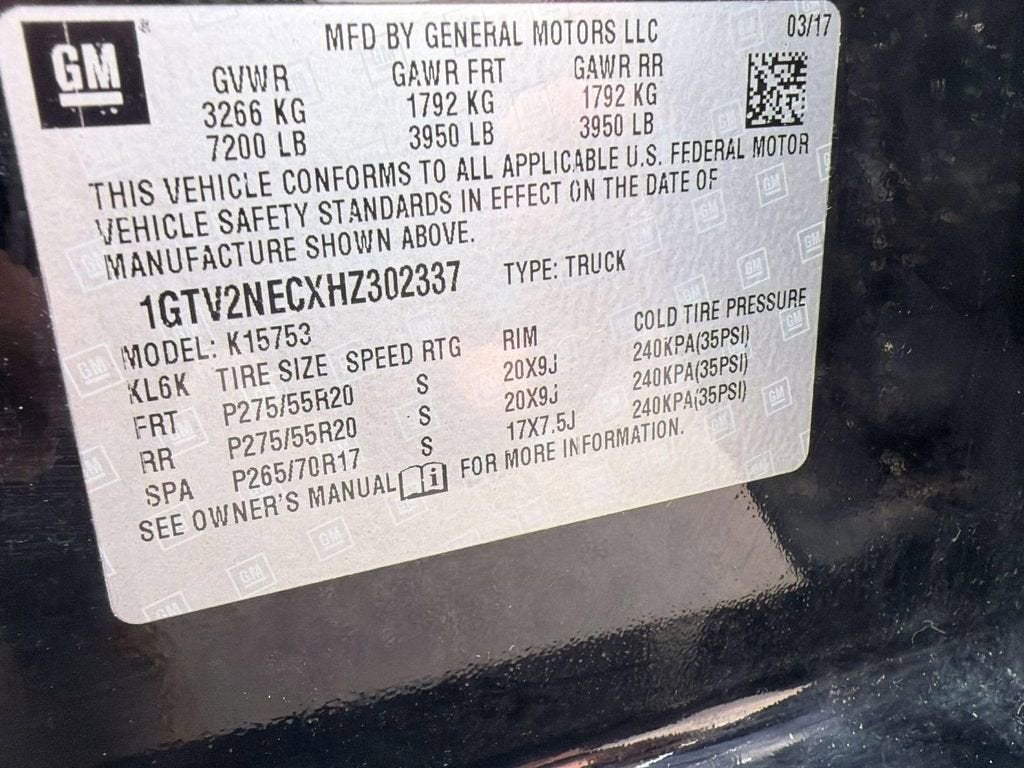 GM
MFD BY GENERAL MOTORS LLC 03/17
GVWR GAWR FRT GAWR RR
3266 KG 1792 KG 1792 KG
7200 LB 3950 LB 3950 LB
THIS VEHICLE CONFORMS TO ALL APPLICABLE U.S. FEDERAL MOTOR
VEHICLE SAFETY STANDARDS IN EFFECT ON THE DATE OF
MANUFACTURE SHOWN ABOVE.
1GTV2NECXHZ302337 TYPE: TRUCK
MODEL: K15753
KL6K TIRE SIZE SPEED RTG RIM COLD TIRE PRESSURE
FRT P275/55R20 S 20X9J 240KPA(35PSI)
RR P275/55R20 S 20X9J 240KPA(35PSI)
SPA P265/70R17 S 17X7.5J 240KPA(35PSI)
SEE OWNER'S MANUAL i FOR MORE INFORMATION.